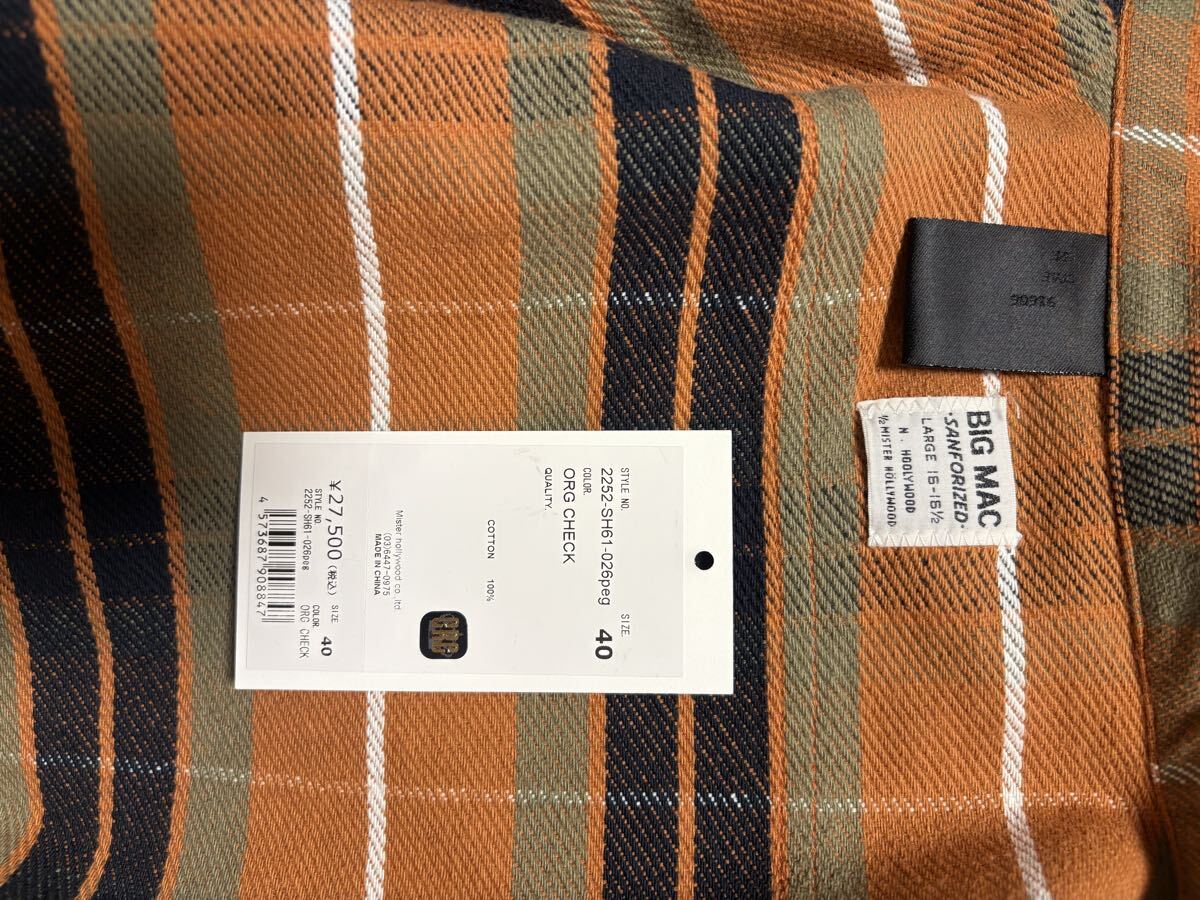 BIG MAC
・SANFORIZED・
LARGE 16-16½
N. HOOLYWOOD
½ MISTER HOLLYWOOD
STYLE NO.
SIZE.
2252-SH61-026peg
40
COLOR.
ORG CHECK
QUALITY.
COTTON 100%
Mister hollywood co.,ltd.
(03)6447-0975
MADE IN CHINA
¥27,500(税込)
SIZE
40
STYLE NO.
COLOR.
2252-SH61-026peg
ORG CHECK
4 573687 908847